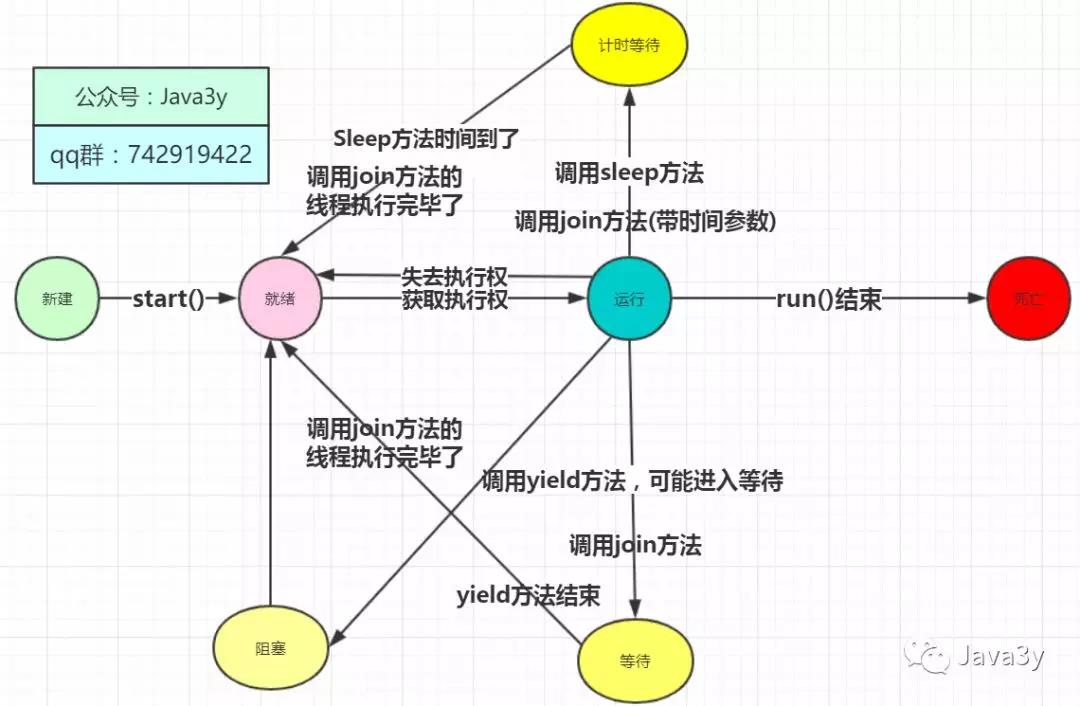 计时等待
公众号：Java3y
qq群：742919422
Sleep方法时间到了
调用join方法的
线程执行完毕了
调用sleep方法
调用join方法(带时间参数)
新建
start()
就绪
失去执行权
获取执行权
运行
run()结束
死亡
调用join方法的
线程执行完毕了
调用yield方法，可能进入等待
调用join方法
yield方法结束
阻塞
等待
Java3y